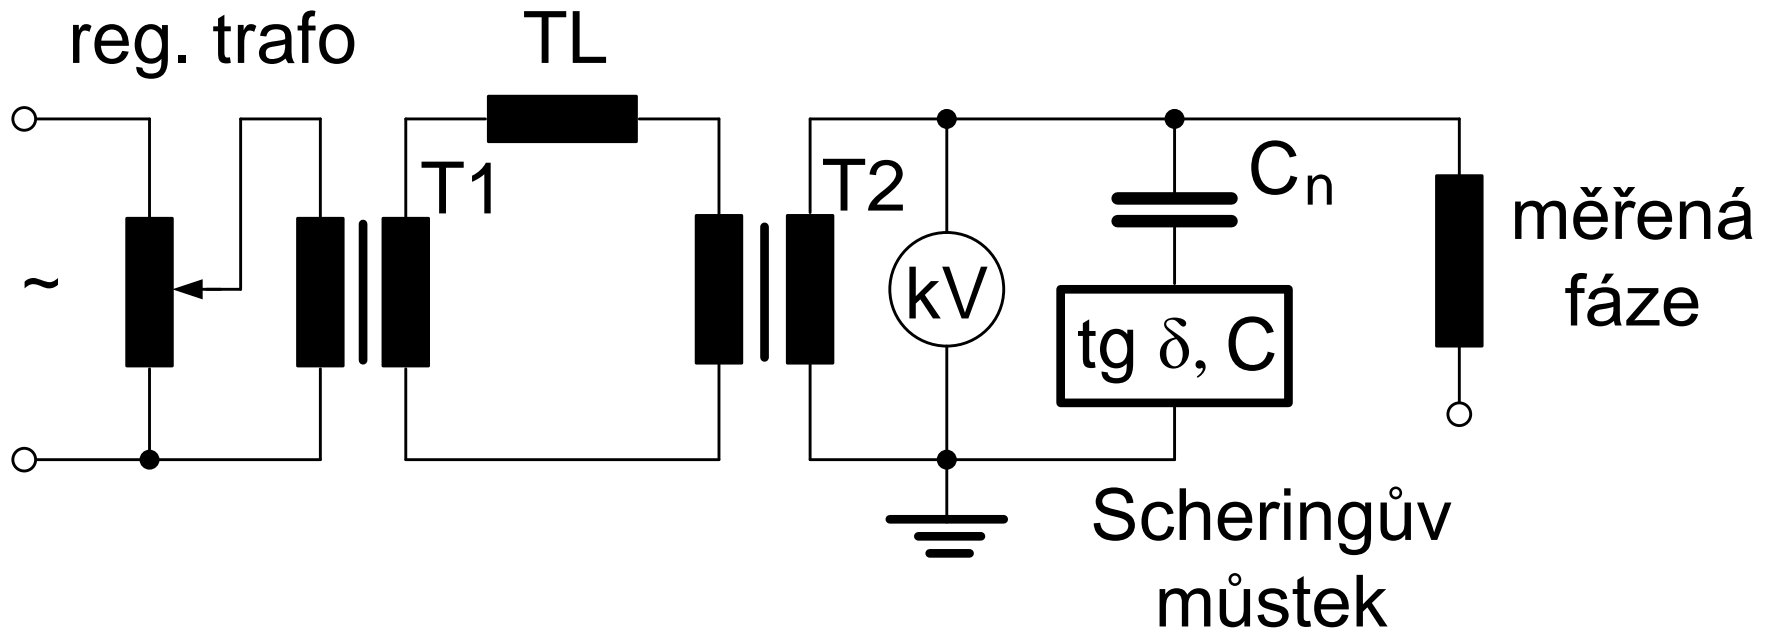 reg. trafo
TL
T1
T2
Cn
měřená
fáze
~
kV
tg δ, C
Scheringův
můstek